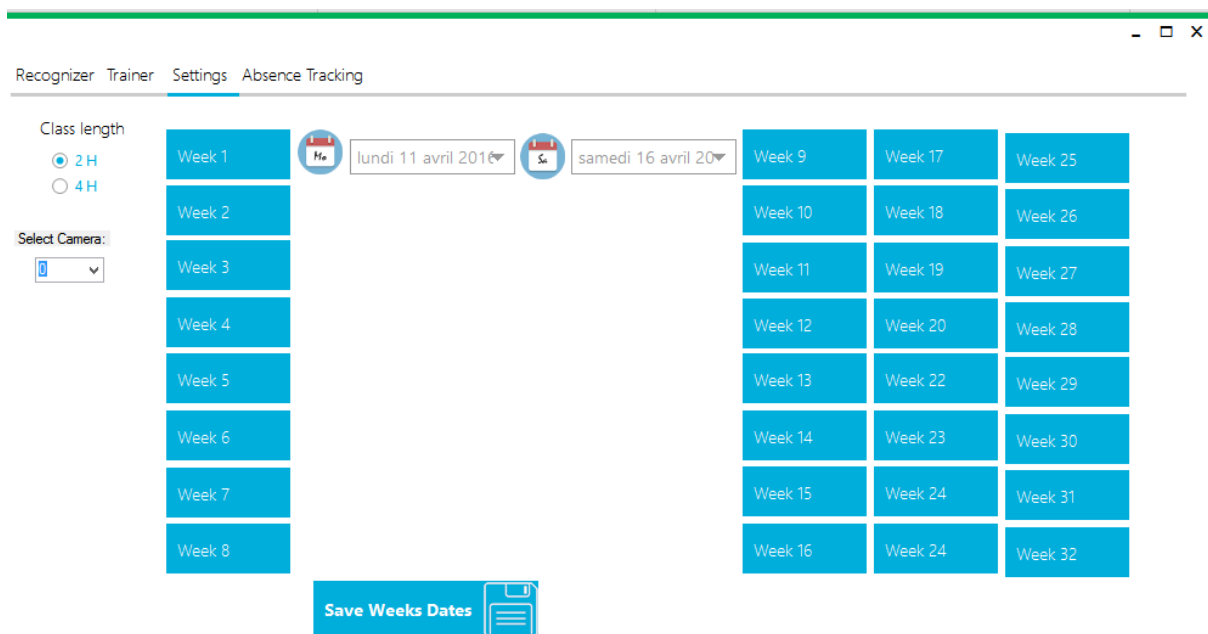 Recognizer Trainer Settings Absence Tracking
Class length
2 H
4 H
Select Camera:
0
Week 1
Week 2
Week 3
Week 4
Week 5
Week 6
Week 7
Week 8
Mo
lundi 11 avril 2016
Sa
samedi 16 avril 20
Week 9
Week 10
Week 11
Week 12
Week 13
Week 14
Week 15
Week 16
Week 17
Week 18
Week 19
Week 20
Week 22
Week 23
Week 24
Week 24
Week 25
Week 26
Week 27
Week 28
Week 29
Week 30
Week 31
Week 32
Save Weeks Dates